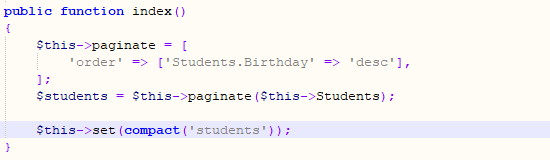 public function index()
{
    $this->paginate = [
        'order' => ['Students.Birthday' => 'desc'],
    ];
    $students = $this->paginate($this->Students);

    $this->set(compact('students'));
}